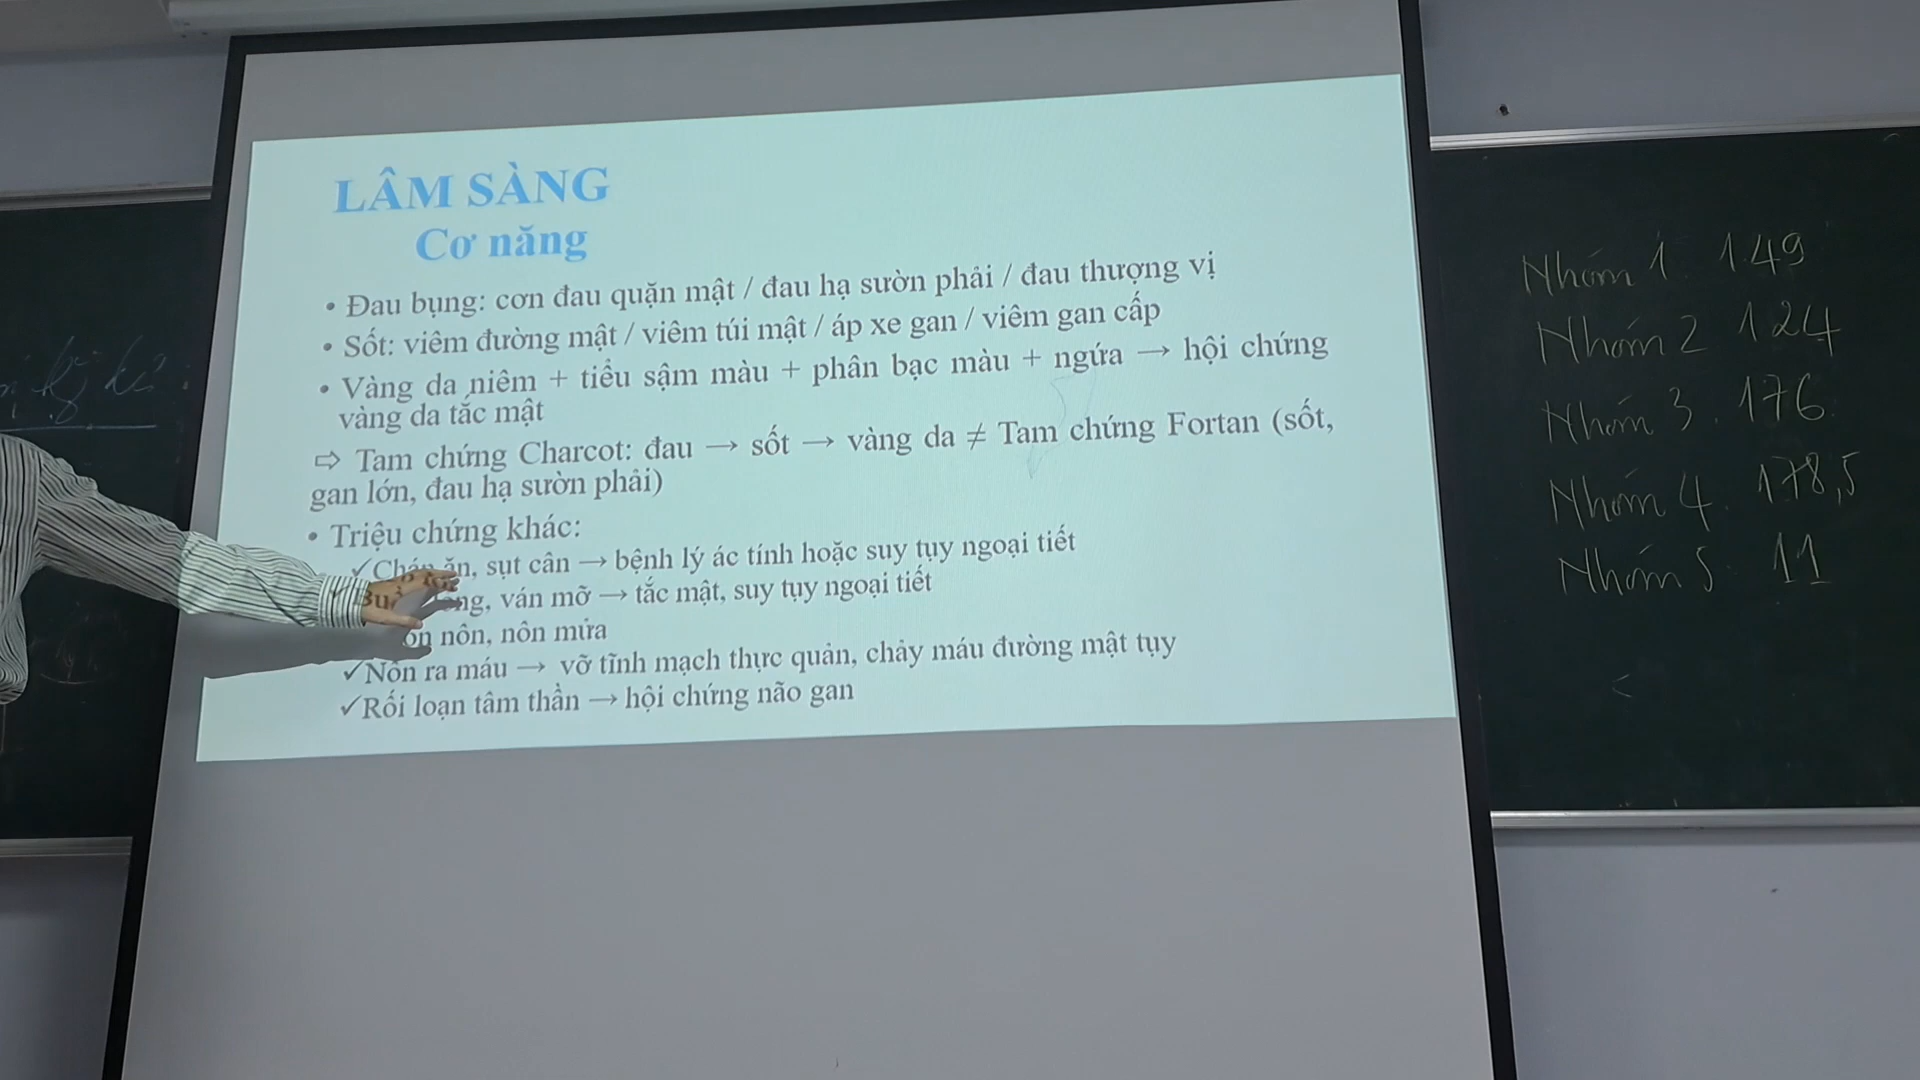 LÂM SÀNG
Cơ năng
• Đau bụng: cơn đau quặn mật / đau hạ sườn phải / đau thượng vị
• Sốt: viêm đường mật / viêm túi mật / áp xe gan / viêm gan cấp
• Vàng da niêm + tiểu sậm màu + phân bạc màu + ngứa → hội chứng
vàng da tắc mật
⇨ Tam chứng Charcot: đau → sốt → vàng da ≠ Tam chứng Fortan (sốt,
gan lớn, đau hạ sườn phải)
• Triệu chứng khác:
✓ ăn, sụt cân → bệnh lý ác tính hoặc suy tụy ngoại tiết
ván mỡ → tắc mật, suy tụy ngoại tiết
nôn, nôn mửa
✓Nôn ra máu → vỡ tĩnh mạch thực quản, chảy máu đường mật tụy
✓Rối loạn tâm thần → hội chứng não gan
Nhóm 1. 149
Nhóm 2 124
Nhóm 3. 176
Nhóm 4. 178,5
Nhóm 5. 11